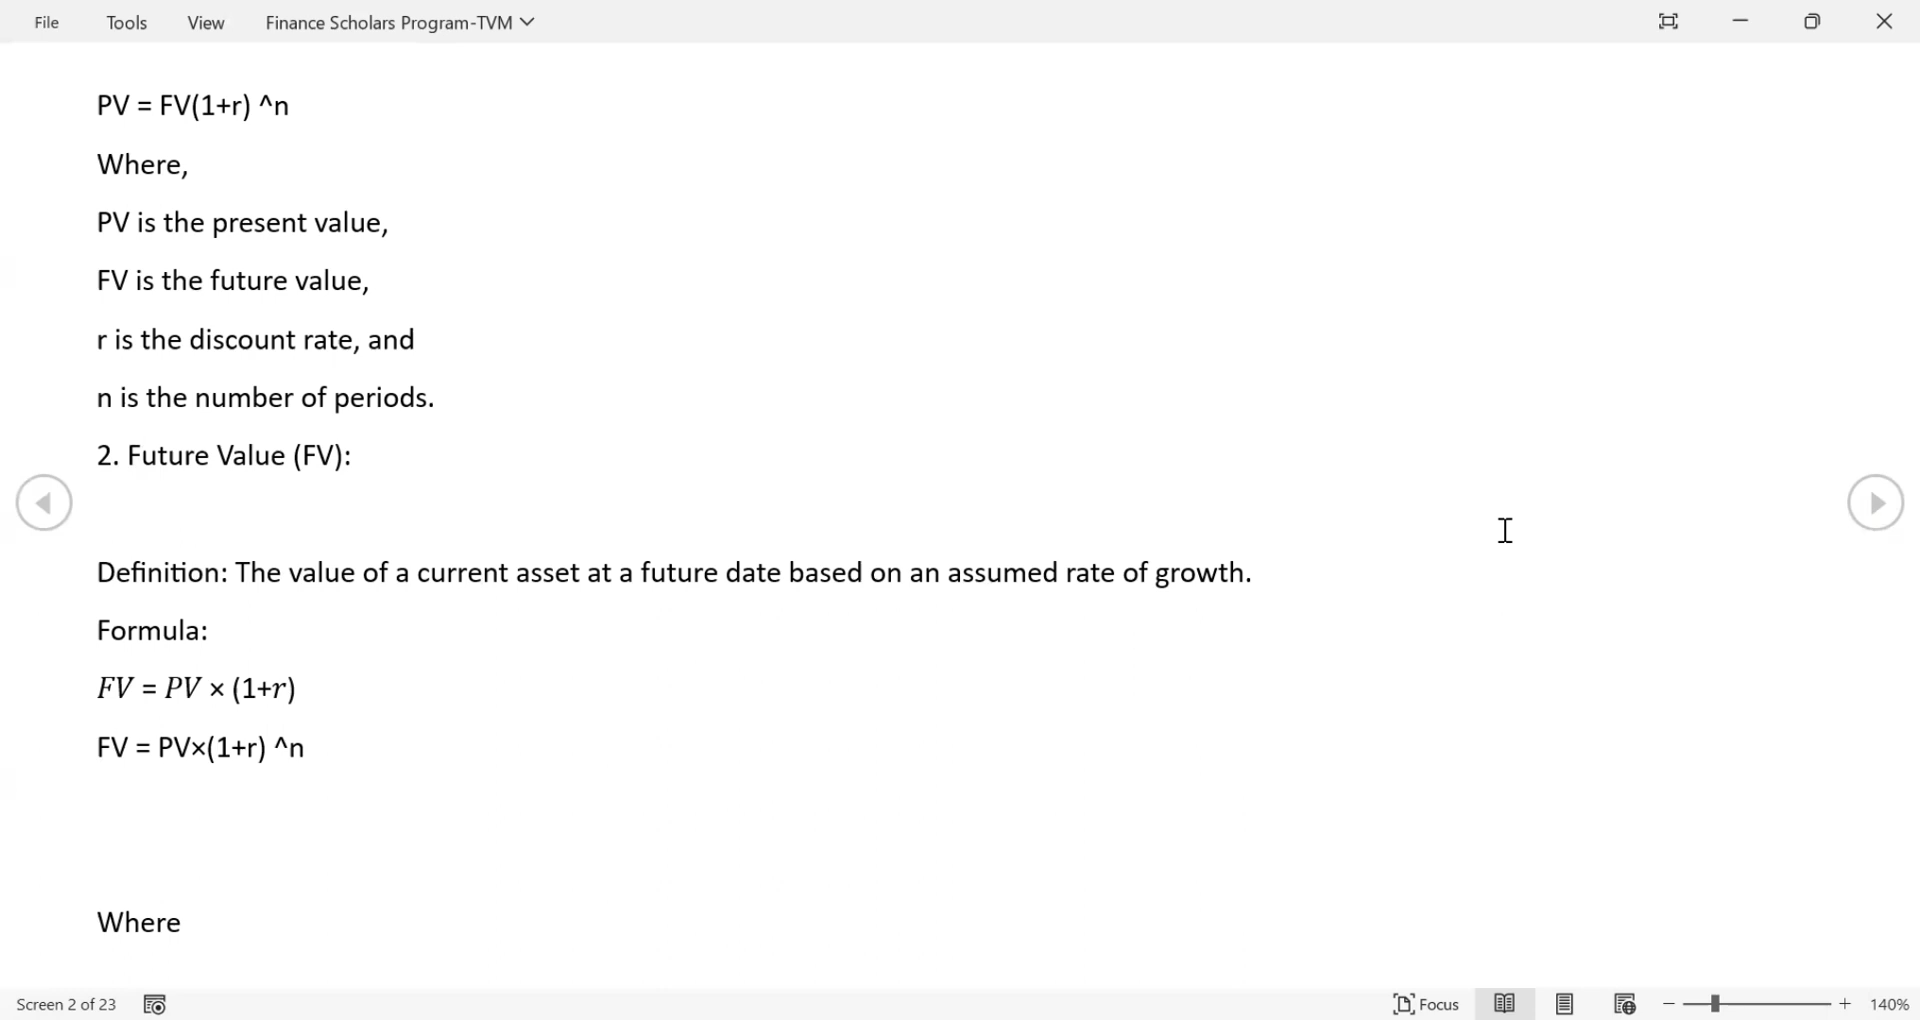 File Tools View Finance Scholars Program-TVM
PV = FV(1+r) ^n
Where,
PV is the present value,
FV is the future value,
r is the discount rate, and
n is the number of periods.
2. Future Value (FV):
Definition: The value of a current asset at a future date based on an assumed rate of growth.
Formula:
FV = PV × (1+r)
FV = PV×(1+r) ^n
Where
Screen 2 of 23 Focus 140%